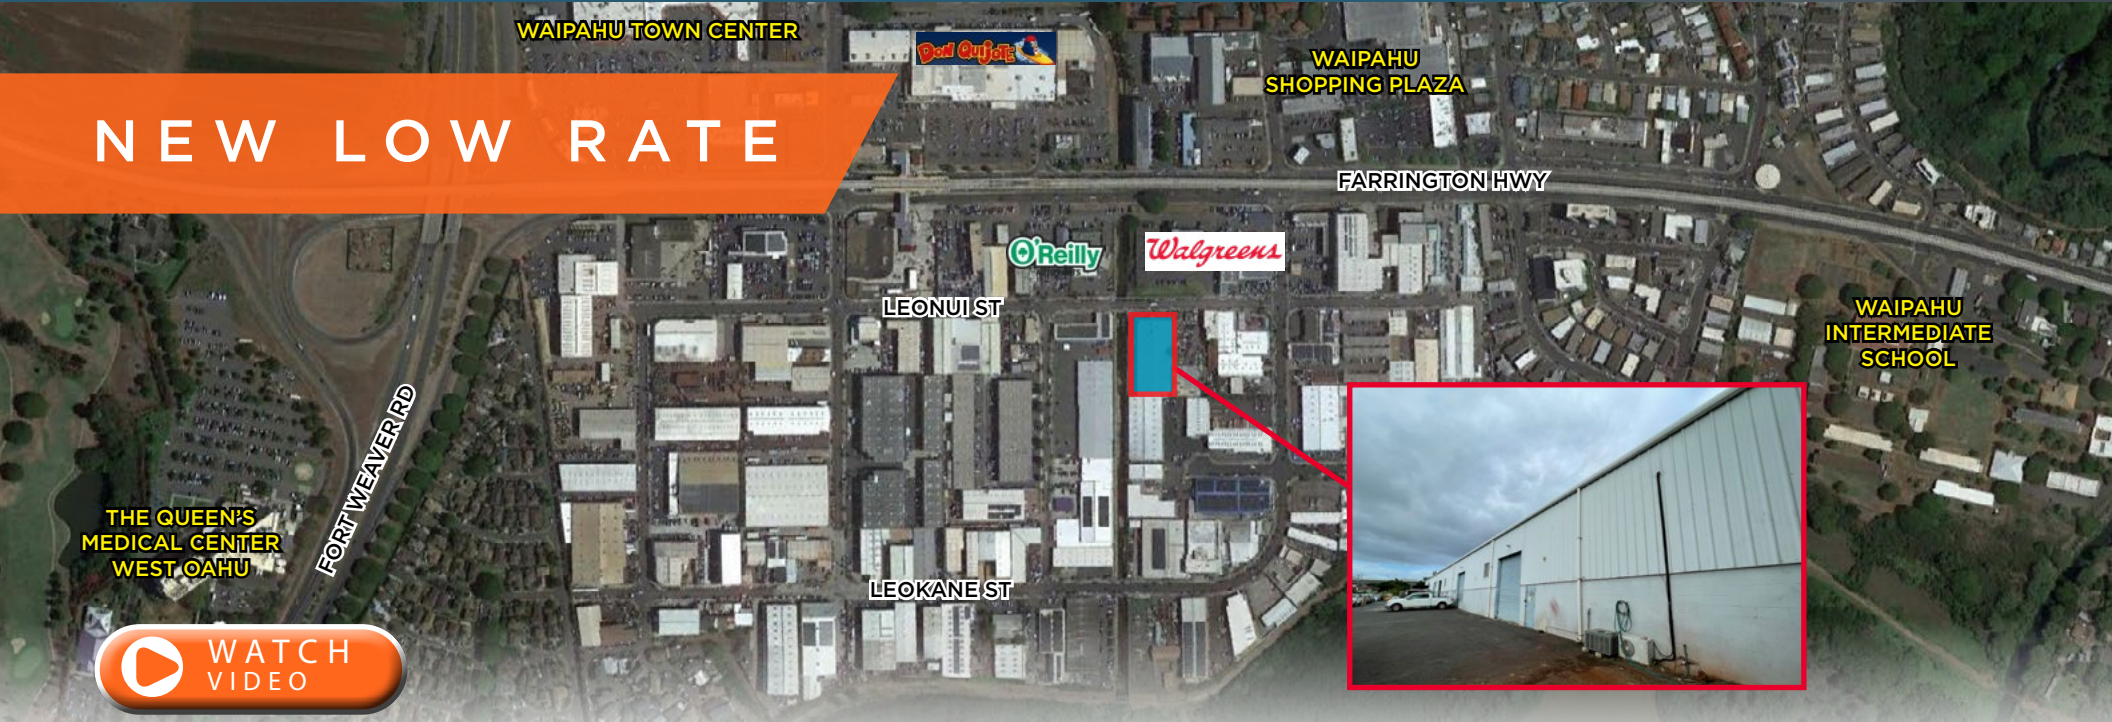 WAIPAHU TOWN CENTER
DON QUIJOTE
WAIPAHU
SHOPPING PLAZA
NEW LOW RATE
FARRINGTON HWY
O'Reilly
Walgreens
LEONUI ST
WAIPAHU
INTERMEDIATE
SCHOOL
FORT WEAVER RD
THE QUEEN'S
MEDICAL CENTER
WEST OAHU
LEOKANE ST
WATCH
VIDEO